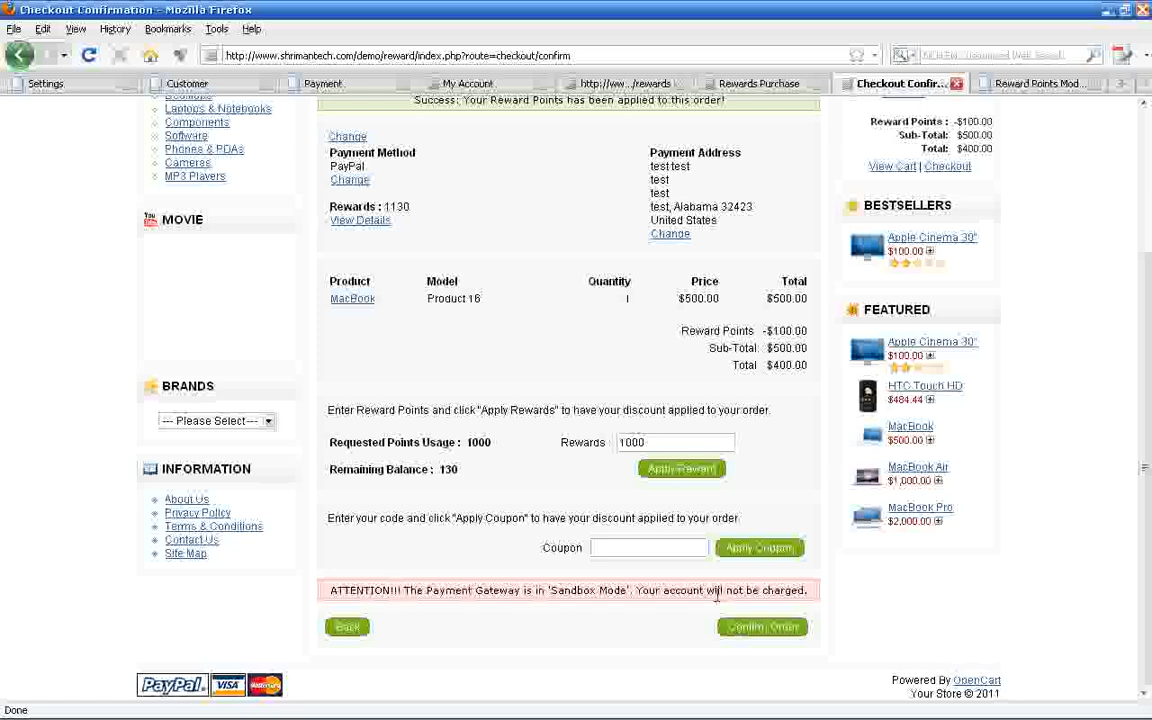 Checkout Confirmation - Mozilla Firefox
File Edit View History Bookmarks Tools Help
http://www.shrimantech.com/demo/reward/index.php?route=checkout/confirm
Settings Customer Payment My Account http://ww.../rewards Rewards Purchase Checkout Confir... Reward Points Mod...
Laptops & Notebooks
Components
Software
Phones & PDAs
Cameras
MP3 Players
You Tube
MOVIE
BRANDS
--- Please Select ---
INFORMATION
About Us
Privacy Policy
Terms & Conditions
Contact Us
Site Map
Success: Your Reward Points has been applied to this order!
Change
Payment Method
PayPal
Change
Rewards : 1130
View Details
Payment Address
test test
test
test
test, Alabama 32423
United States
Change
Product Model Quantity Price Total
MacBook Product 16 1 $500.00 $500.00
Reward Points -$100.00
Sub-Total: $500.00
Total $400.00
Enter Reward Points and click "Apply Rewards" to have your discount applied to your order.
Requested Points Usage : 1000 Rewards : 1000
Remaining Balance : 130 Apply Reward
Enter your code and click "Apply Coupon" to have your discount applied to your order
Coupon Apply Coupon
ATTENTION!!! The Payment Gateway is in 'Sandbox Mode'. Your account will not be charged.
Back Confirm Order
Reward Points : -$100.00
Sub-Total: $500.00
Total: $400.00
View Cart | Checkout
BESTSELLERS
Apple Cinema 30"
$100.00
FEATURED
Apple Cinema 30"
$100.00
HTC Touch HD
$484.44
MacBook
$500.00
MacBook Air
$1,000.00
MacBook Pro
$2,000.00
PayPal VISA MasterCard
Powered By OpenCart
Your Store © 2011
Done